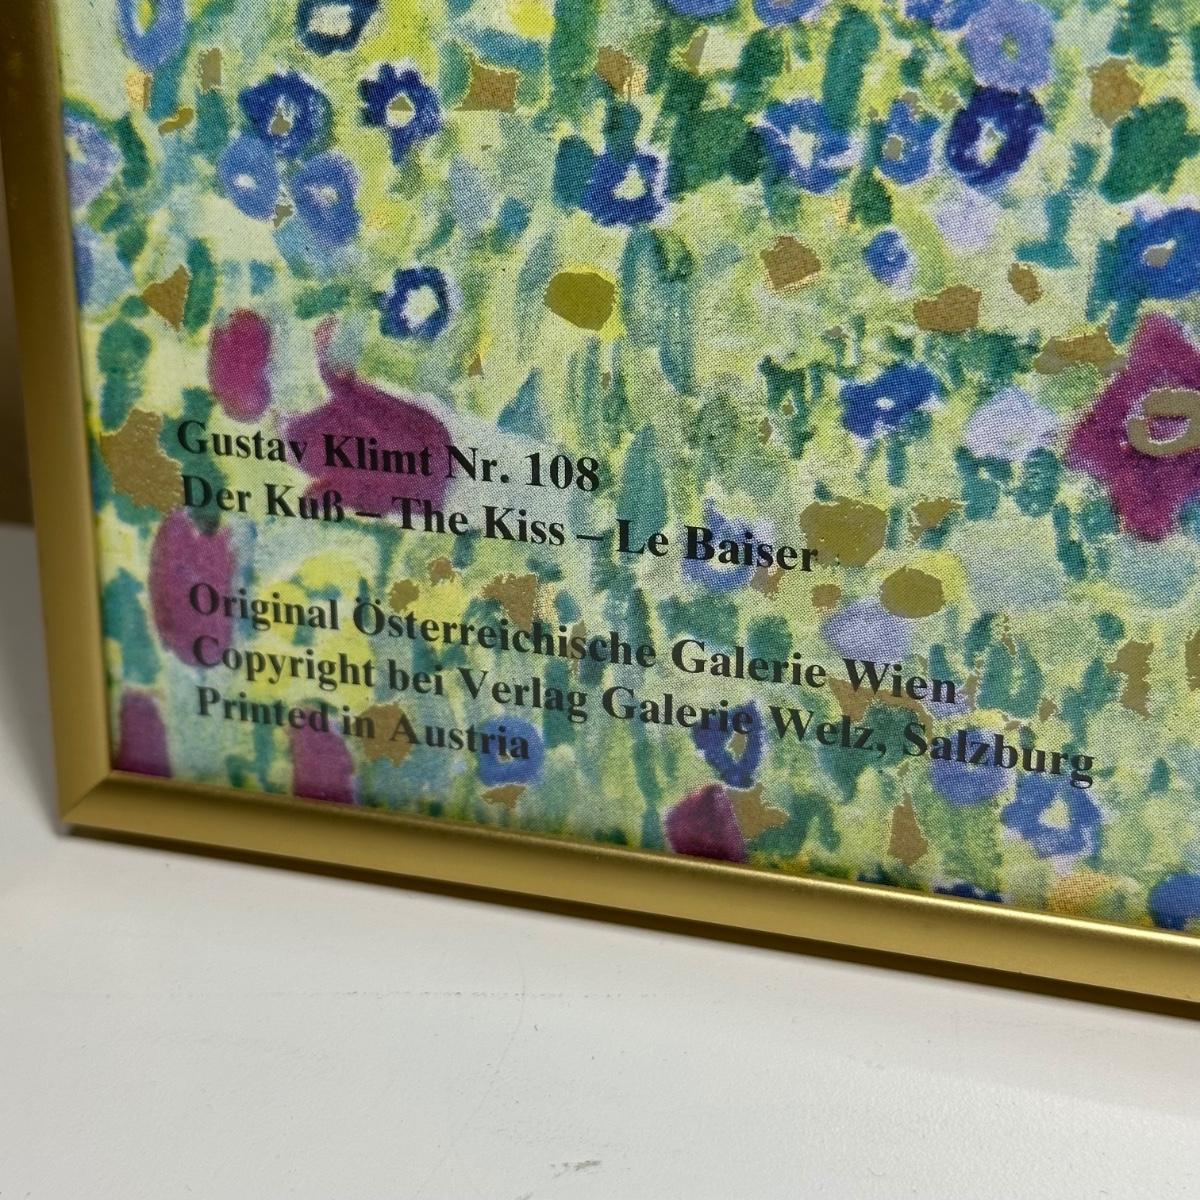 Gustav Klimt Nr. 108
Der Kuß – The Kiss – Le Baiser
Original Österreichische Galerie Wien
Copyright bei Verlag Galerie Welz, Salzburg
Printed in Austria